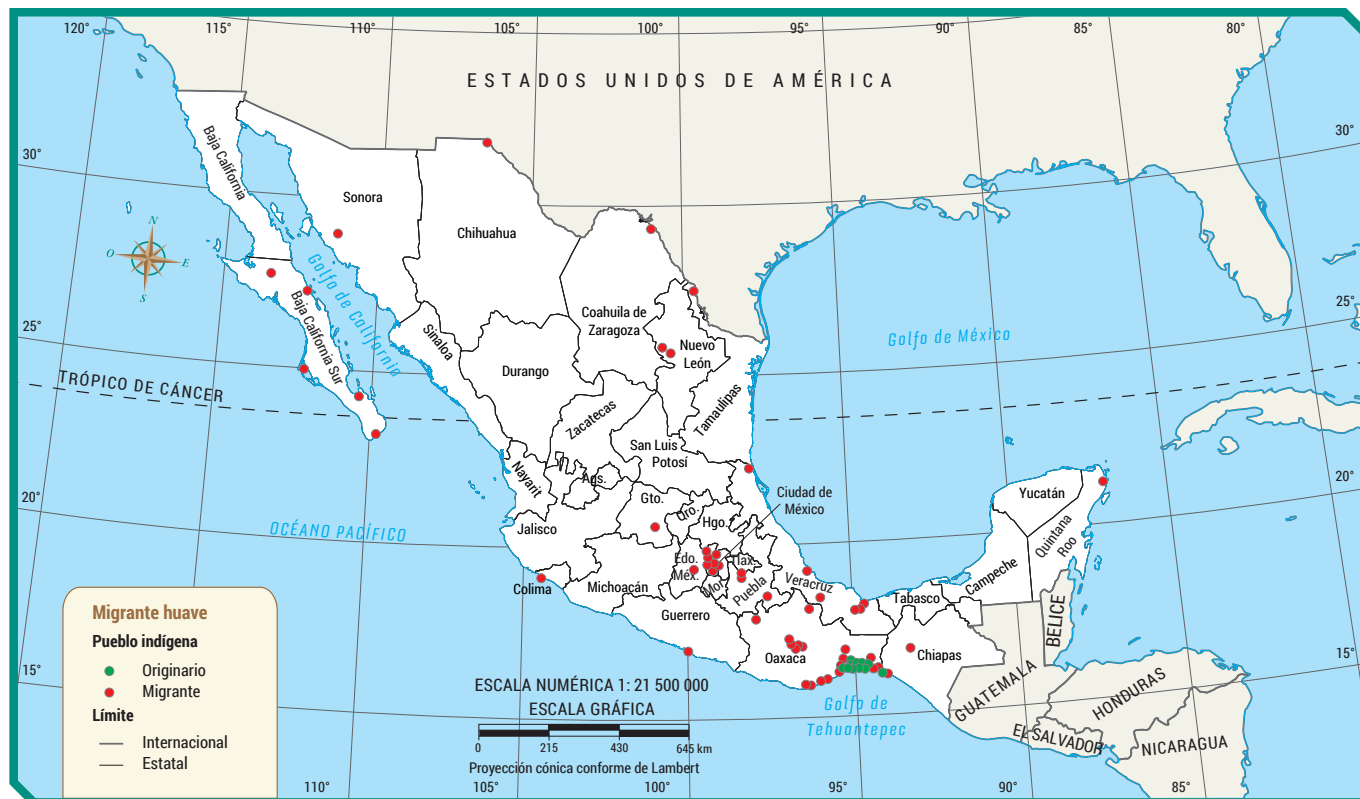 120°
115°
110°
105°
100°
95°
90°
85°
80°
ESTADOS UNIDOS DE AMÉRICA
30°
30°
Baja California
Sonora
Chihuahua
N
O
E
S
Golfo de California
Coahuila de
Zaragoza
Nuevo
León
Golfo de México
25°
25°
Baja California Sur
Sinaloa
Durango
TRÓPICO DE CÁNCER
Zacatecas
Tamaulipas
San Luis
Potosí
Nayarit
Ags.
20°
20°
Gto.
Qro.
Hgo.
Ciudad de
México
Yucatán
OCÉANO PACÍFICO
Jalisco
Quintana
Roo
Edo.
Méx.
Tlax.
Mor.
Puebla
Veracruz
Campeche
Tabasco
Colima
Michoacán
Guerrero
BELICE
Oaxaca
Chiapas
15°
15°
GUATEMALA
HONDURAS
EL SALVADOR
NICARAGUA
Golfo de
Tehuantepec
Migrante huave
Pueblo indígena
Originario
Migrante
Límite
Internacional
Estatal
ESCALA NUMÉRICA 1: 21 500 000
ESCALA GRÁFICA
0 215 430 645 km
Proyección cónica conforme de Lambert
110°
105°
100°
95°
90°
85°